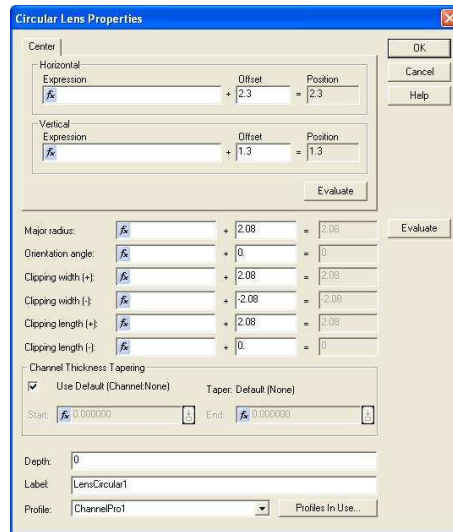 Circular Lens Properties
Center
OK
Cancel
Help
Horizontal
Expression Offset Position
fx + 2.3 = 2.3
Vertical
Expression Offset Position
fx + 1.3 = 1.3
Evaluate
Major radius: fx + 2.08 = 2.08 Evaluate
Orientation angle: fx + 0. = 0
Clipping width (+): fx + 2.08 = 2.08
Clipping width (-): fx + -2.08 = -2.08
Clipping length (+): fx + 2.08 = 2.08
Clipping length (-): fx + 0. = 0
Channel Thickness Tapering
Use Default (Channel:None) Taper: Default (None)
Start: fx 0.000000 End: fx 0.000000
Depth: 0
Label: LensCircular1
Profile: ChannelPro1 Profiles In Use...